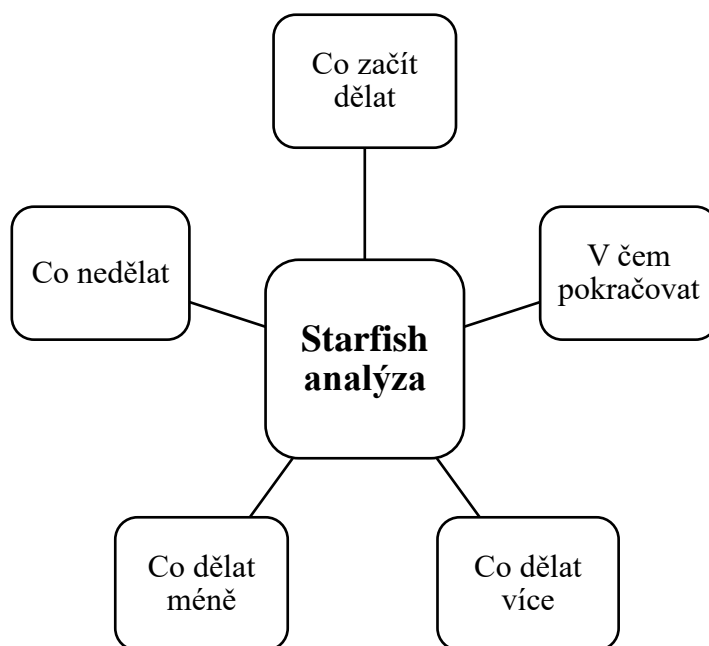 Co začít
dělat
Co nedělat
V čem
pokračovat
Starfish
analýza
Co dělat
méně
Co dělat
více